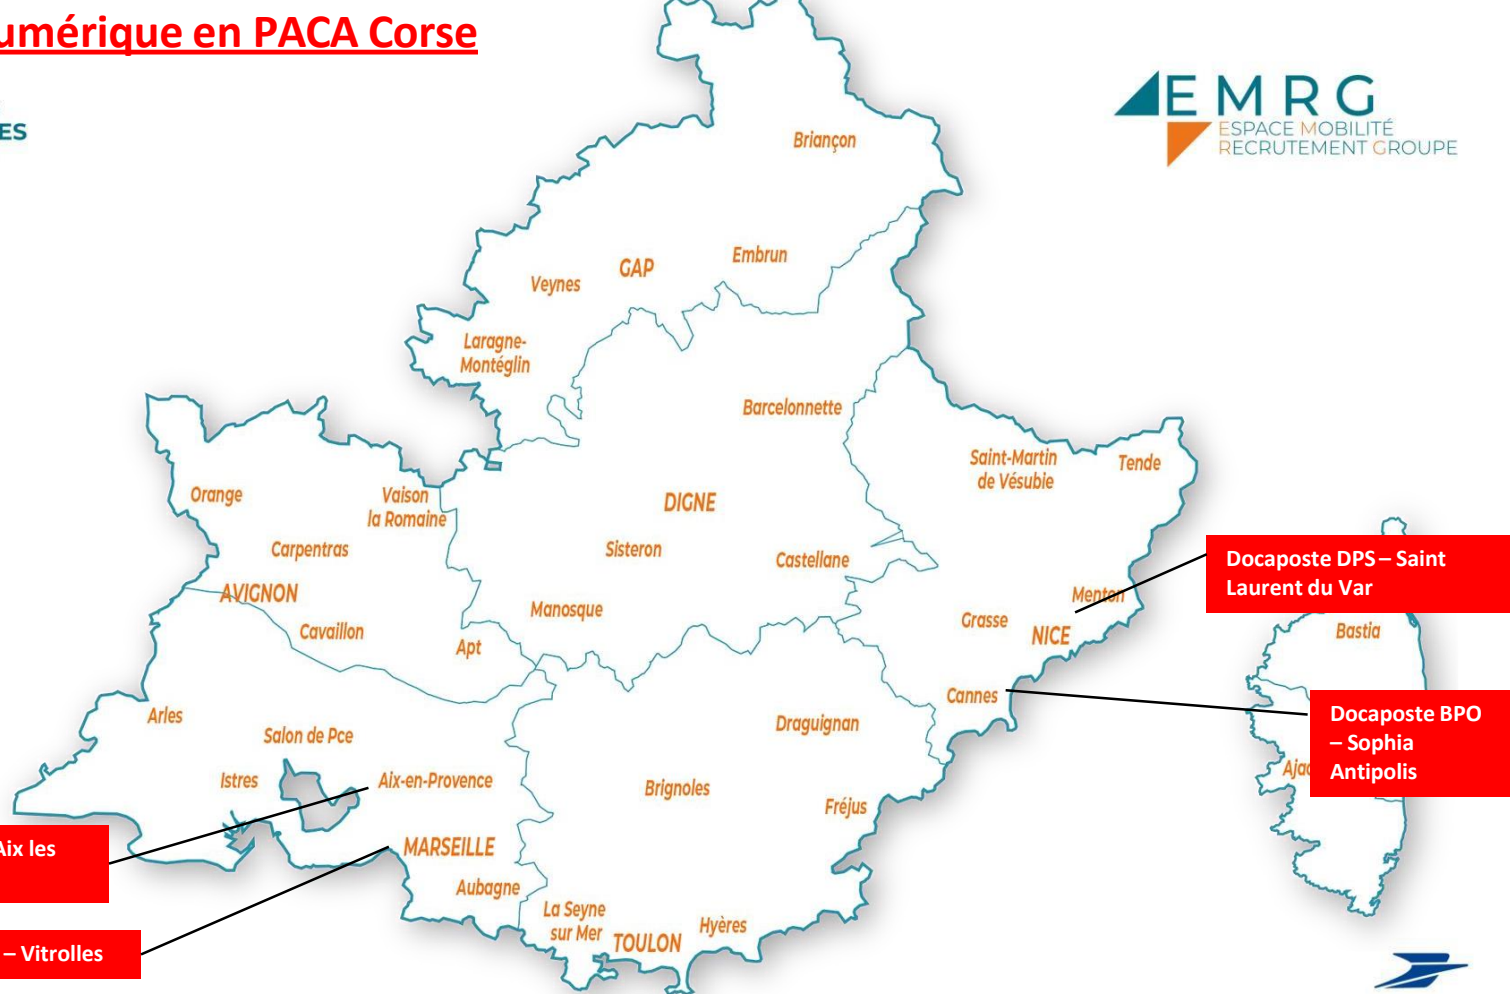 umérique en PACA Corse
ES
EMRG
ESPACE MOBILITÉ
RECRUTEMENT GROUPE
Briançon
Embrun
GAP
Veynes
Laragne-
Montéglin
Barcelonnette
Saint-Martin
de Vésubie
Tende
Orange
Vaison
la Romaine
DIGNE
Carpentras
Sisteron
Castellane
Docaposte DPS – Saint
Laurent du Var
AVIGNON
Manosque
Menton
Cavaillon
Apt
Grasse
NICE
Bastia
Cannes
Arles
Draguignan
Docaposte BPO
– Sophia
Antipolis
Salon de Pce
Istres
Aix-en-Provence
Brignoles
Ajac
Fréjus
Aix les
MARSEILLE
Aubagne
La Seyne
sur Mer
TOULON
Hyères
– Vitrolles